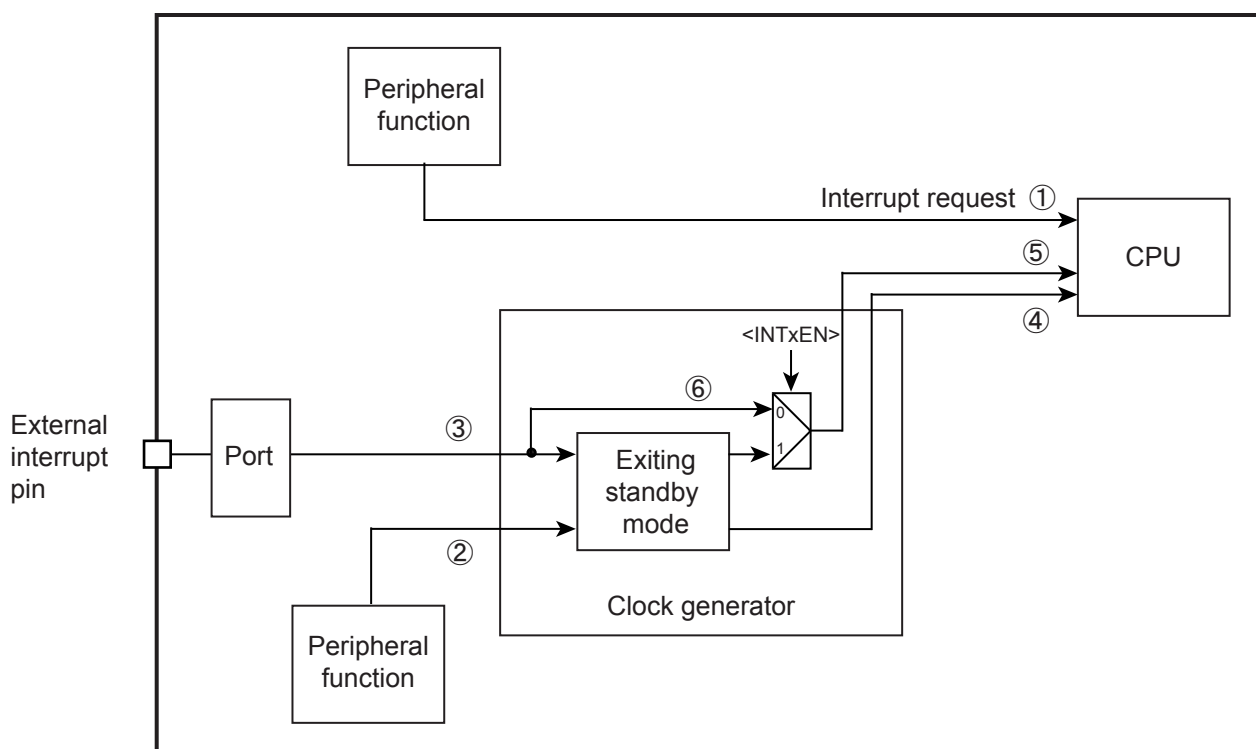 Peripheral
function
Interrupt request ①
CPU
⑤
④
<INTxEN>
⑥
0
1
External
interrupt
pin
Port
③
Exiting
standby
mode
②
Clock generator
Peripheral
function